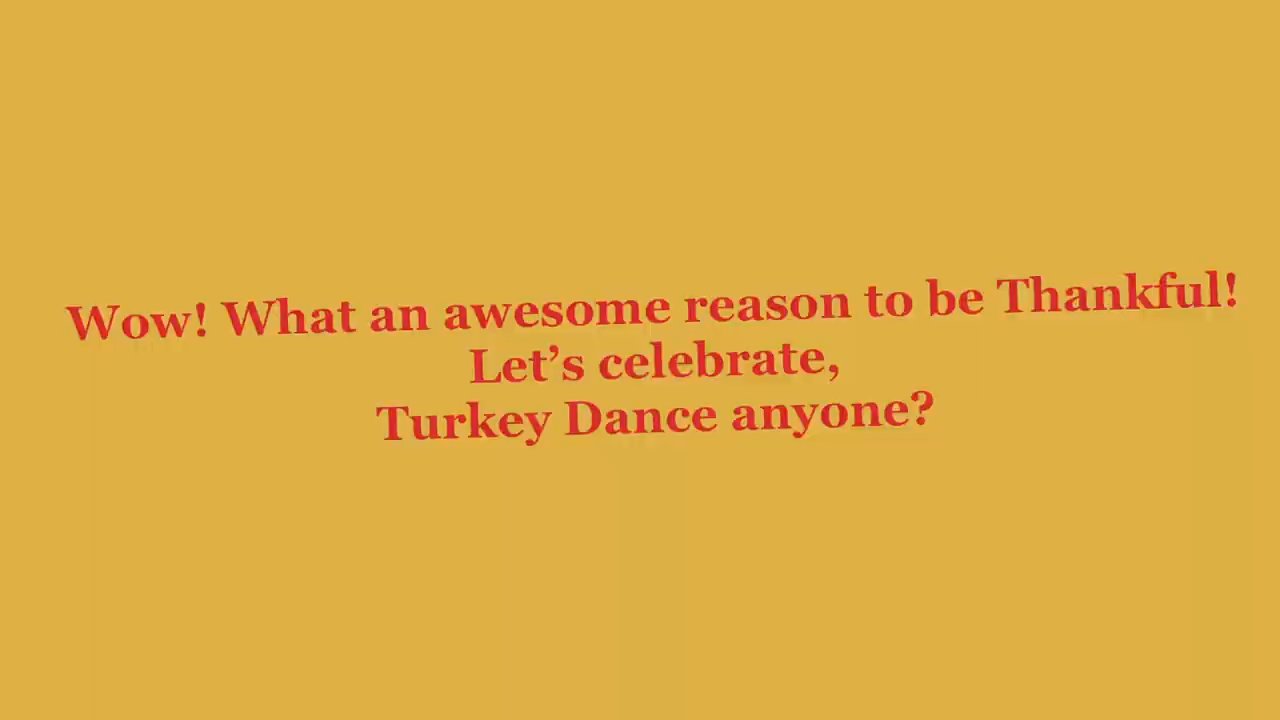 Wow! What an awesome reason to be Thankful!
Let’s celebrate,
Turkey Dance anyone?